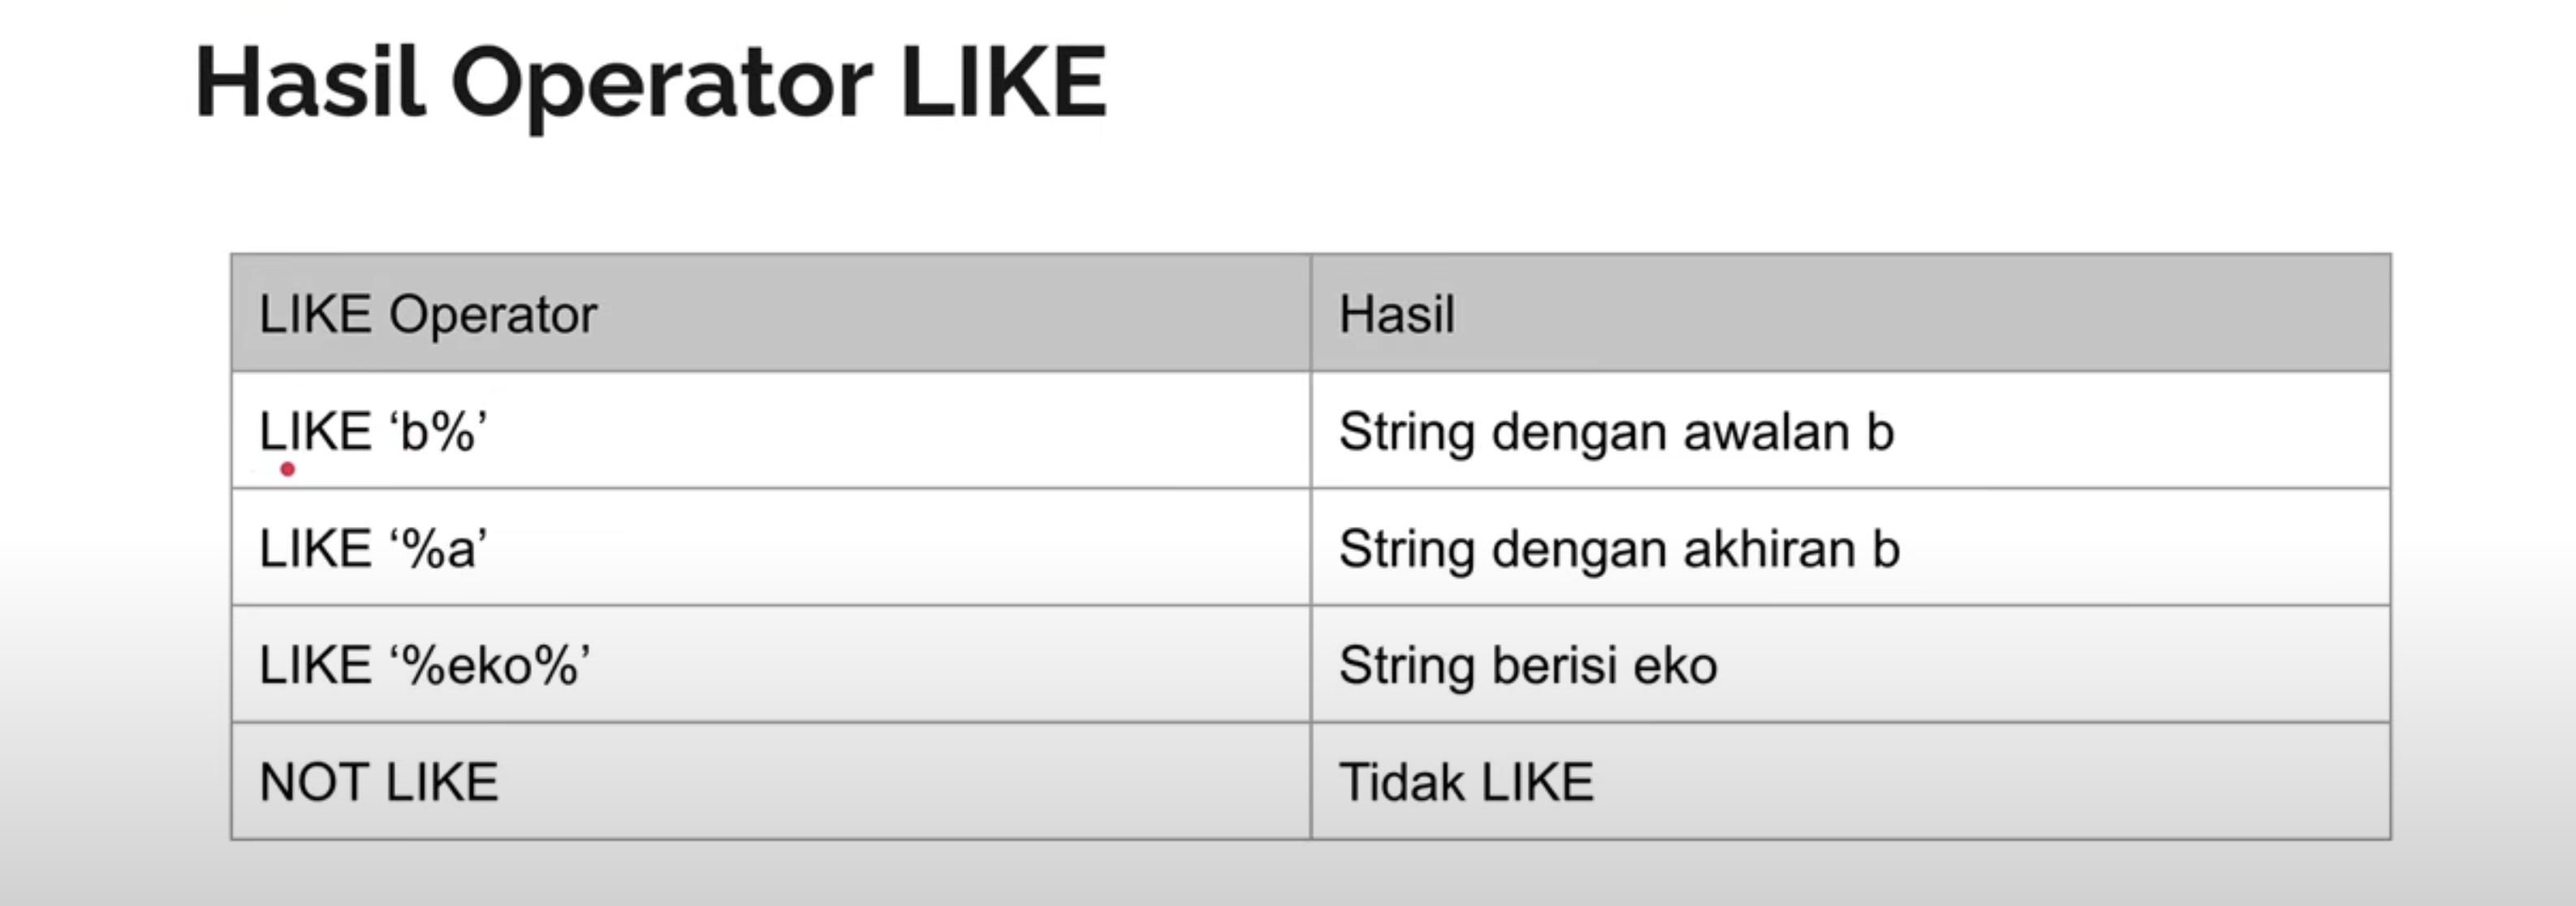 Hasil Operator LIKE
LIKE Operator
Hasil
LIKE ‘b%’
String dengan awalan b
LIKE ‘%a’
String dengan akhiran b
LIKE ‘%eko%’
String berisi eko
NOT LIKE
Tidak LIKE